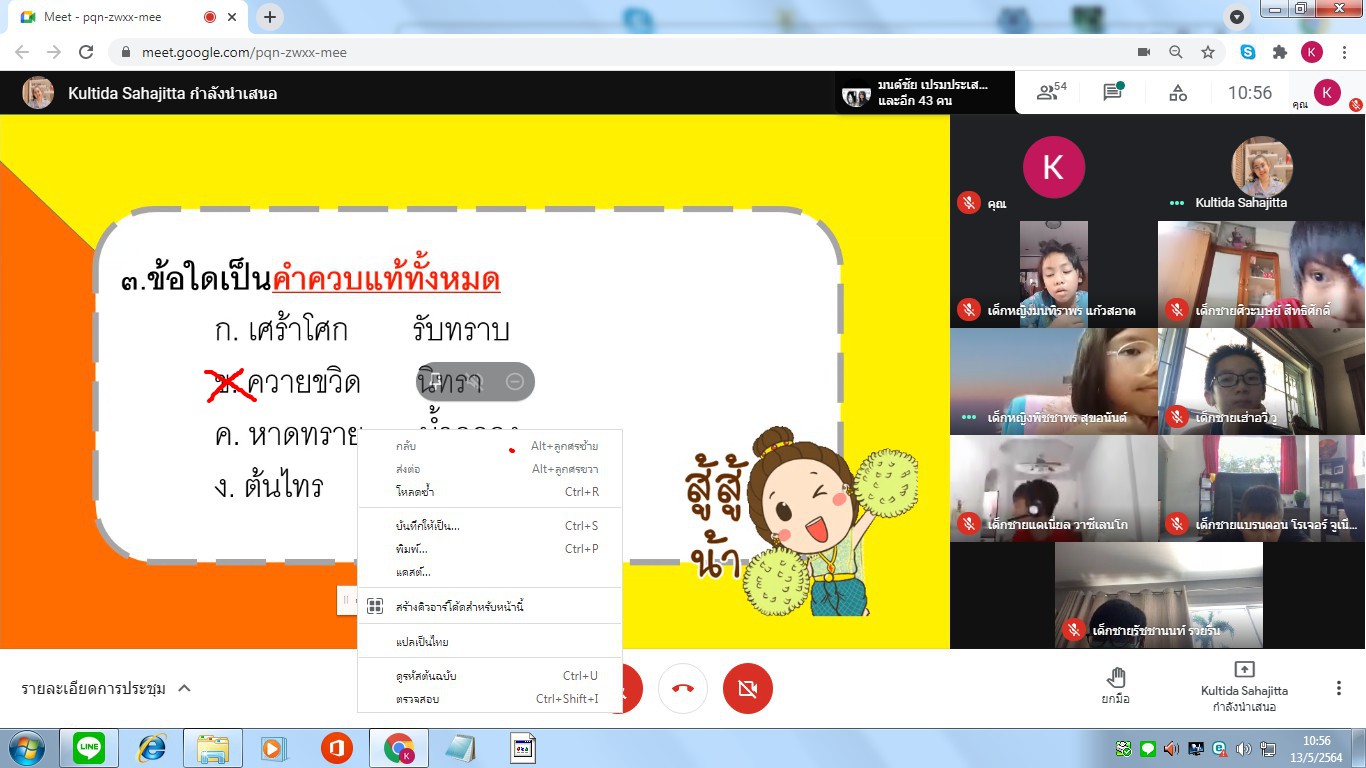 Meet - pqn-zwxx-mee
meet.google.com/pqn-zwxx-mee
K
Kultida Sahajitta กำลังนำเสนอ
มนต์ชัย เปรมประเส...
และอีก 43 คน
54
10:56
คุณ
K
๓.ข้อใดเป็นคำควบแท้ทั้งหมด
ก. เศร้าโศก รับทราบ
ข. ควายขวิด นิทรา
ค. หาดทราย
ง. ต้นไทร
สู้สู้
น้า
กลับ Alt+ลูกศรซ้าย
ส่งต่อ Alt+ลูกศรขวา
โหลดซ้ำ Ctrl+R
บันทึกให้เป็น... Ctrl+S
พิมพ์... Ctrl+P
แคสต์...
สร้างคิวอาร์โค้ดสำหรับหน้านี้
แปลเป็นไทย
ดูรหัสต้นฉบับ Ctrl+U
ตรวจสอบ Ctrl+Shift+I
K
คุณ
Kultida Sahajitta
เด็กหญิงมนทิราพร แก้วสอาด
เด็กชายศิวะบุษย์ สิทธิศักดิ์
เด็กหญิงพิชชาพร สุขอนันต์
เด็กชายเฮ่าอวี่ วู
เด็กชายแดเนี่ยล วาซีเลนโก
เด็กชายแบรนดอน โรเจอร์ จูเนี...
เด็กชายรัชชานนท์ รวยรื่น
รายละเอียดการประชุม
ยกมือ
Kultida Sahajitta
กำลังนำเสนอ
LINE
K
10:56
13/5/2564